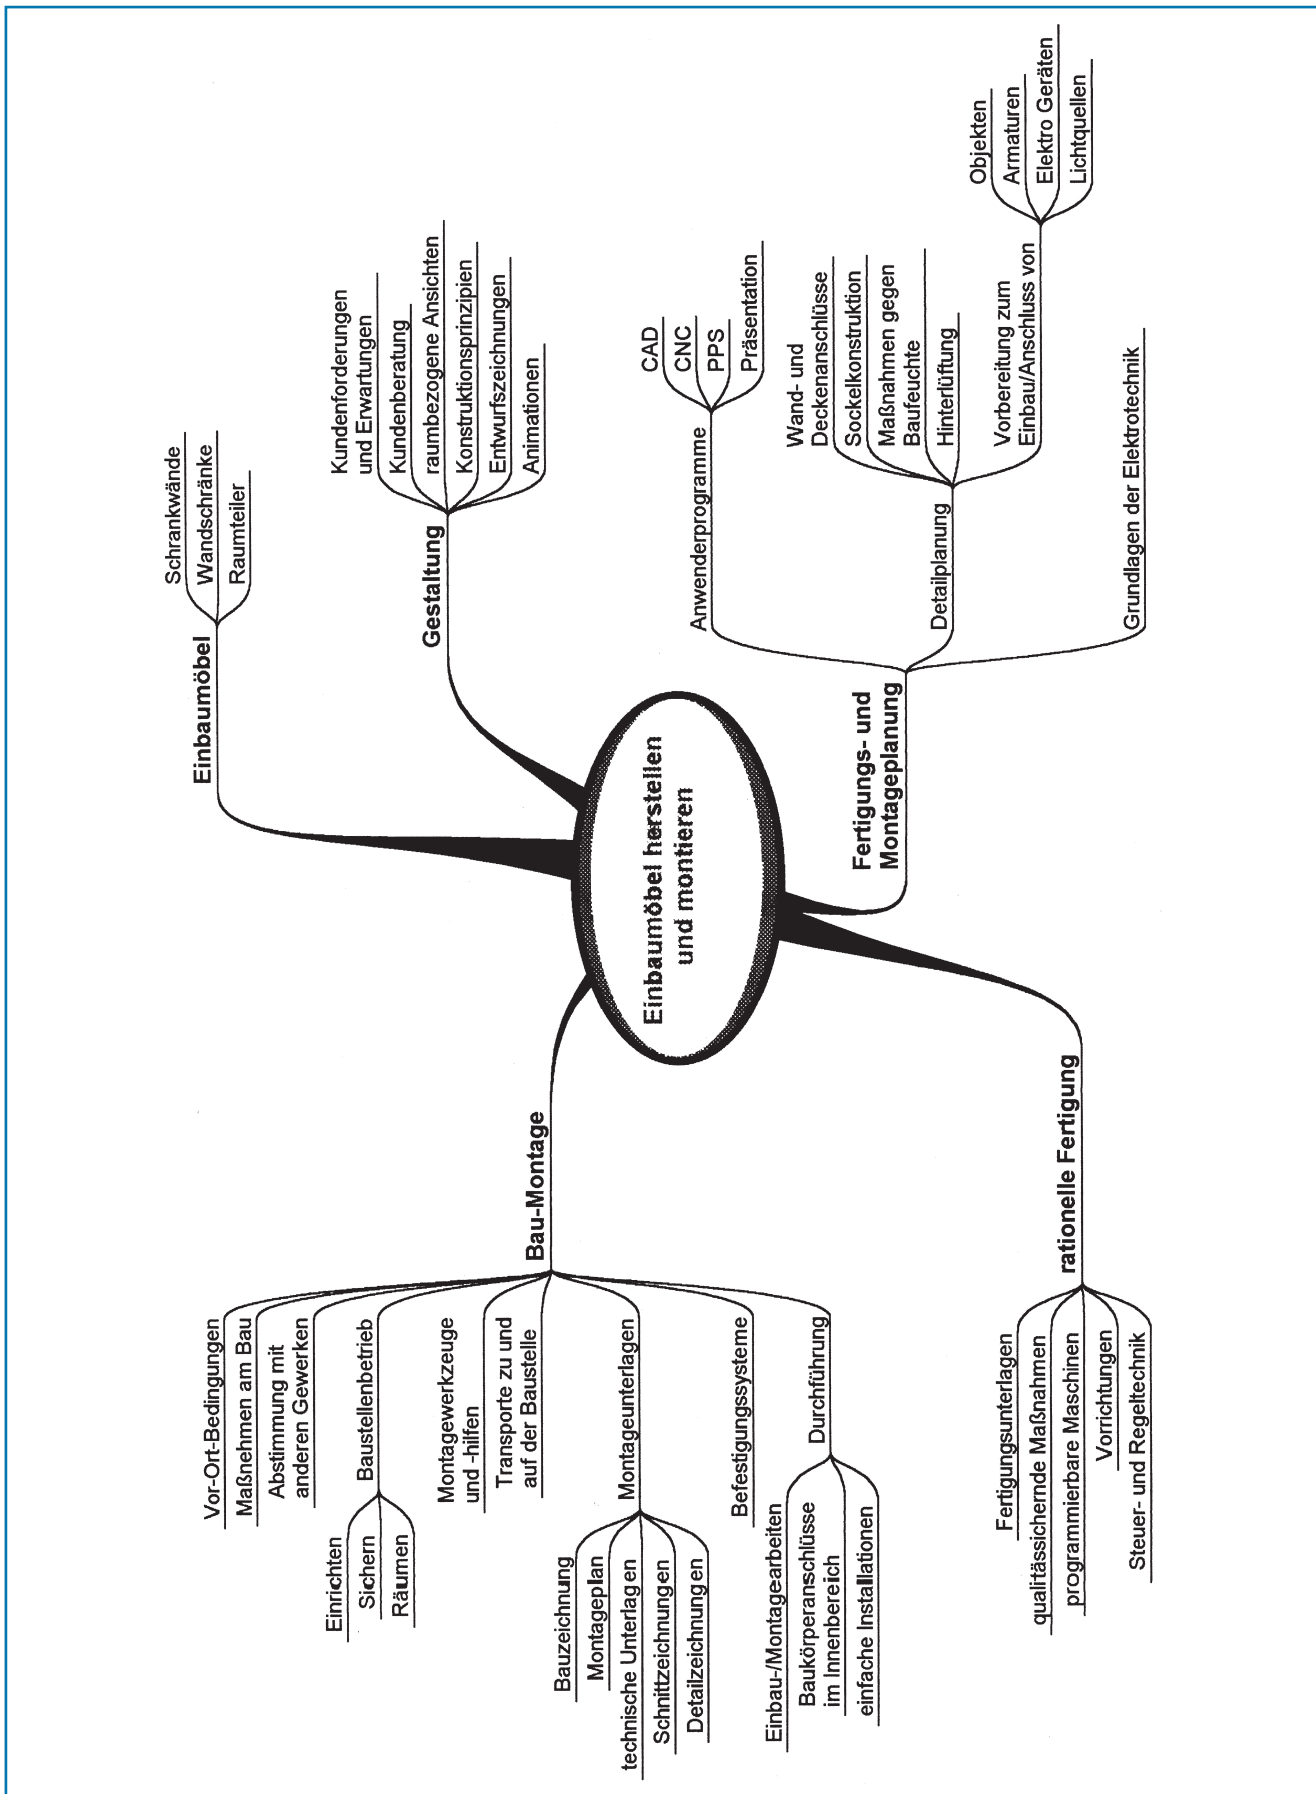 Einbaumöbel herstellen
und montieren
Einbaumöbel
Schrankwände
Wandschränke
Raumteiler
Gestaltung
Kundenforderungen
und Erwartungen
Kundenberatung
raumbezogene Ansichten
Konstruktionsprinzipien
Entwurfszeichnungen
Animationen
Fertigungs- und
Montageplanung
Anwenderprogramme
CAD
CNC
PPS
Präsentation
Detailplanung
Wand- und
Deckenanschlüsse
Sockelkonstruktion
Maßnahmen gegen
Baufeuchte
Hinterlüftung
Vorbereitung zum
Einbau/Anschluss von
Objekten
Armaturen
Elektro Geräten
Lichtquellen
Grundlagen der Elektrotechnik
rationelle Fertigung
Fertigungsunterlagen
qualitässichernde Maßnahmen
programmierbare Maschinen
Vorrichtungen
Steuer- und Regeltechnik
Bau-Montage
Vor-Ort-Bedingungen
Maßnehmen am Bau
Abstimmung mit
anderen Gewerken
Baustellenbetrieb
Einrichten
Sichern
Räumen
Montagewerkzeuge
und -hilfen
Transporte zu und
auf der Baustelle
Montageunterlagen
Bauzeichnung
Montageplan
technische Unterlagen
Schnittzeichnungen
Detailzeichnungen
Befestigungssysteme
Durchführung
Einbau-/Montagearbeiten
Baukörperanschlüsse
im Innenbereich
einfache Installationen